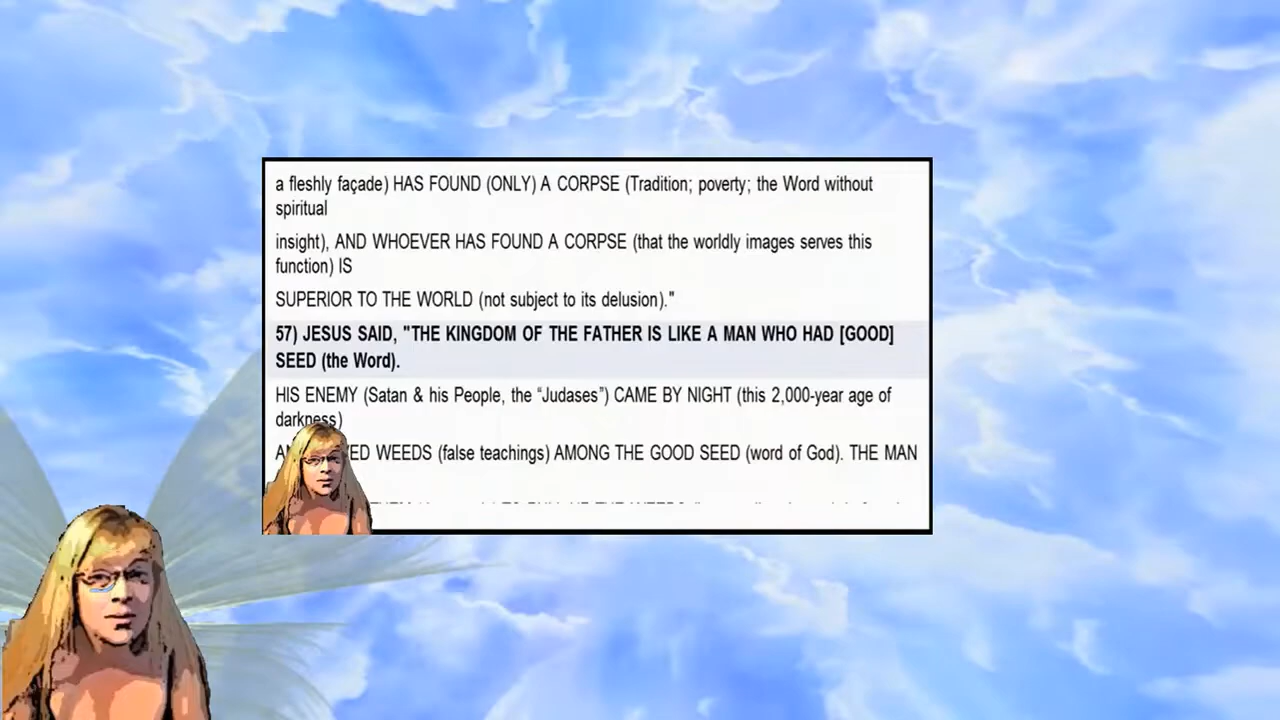 a fleshly façade) HAS FOUND (ONLY) A CORPSE (Tradition; poverty; the Word without
spiritual
insight), AND WHOEVER HAS FOUND A CORPSE (that the worldly images serves this
function) IS
SUPERIOR TO THE WORLD (not subject to its delusion)."
57) JESUS SAID, "THE KINGDOM OF THE FATHER IS LIKE A MAN WHO HAD [GOOD]
SEED (the Word).
HIS ENEMY (Satan & his People, the “Judases”) CAME BY NIGHT (this 2,000-year age of
darkness)
WEEDS (false teachings) AMONG THE GOOD SEED (word of God). THE MAN